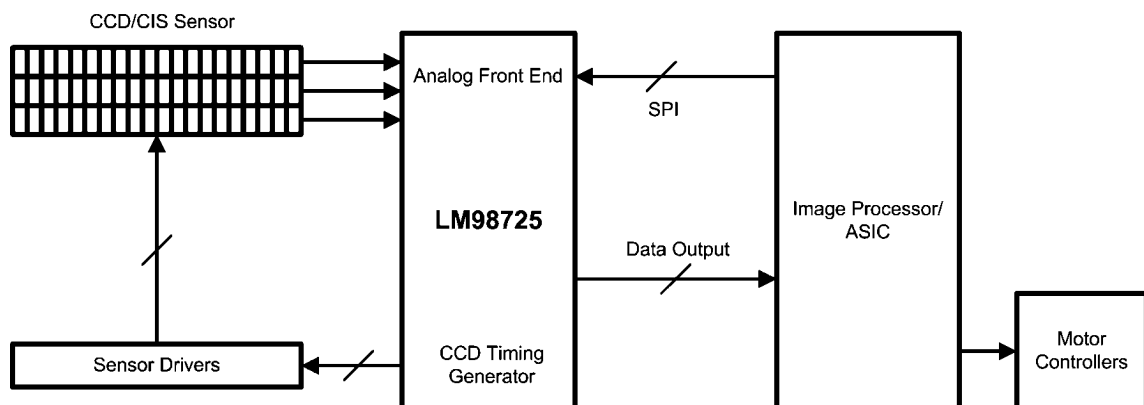 CCD/CIS Sensor
Analog Front End
SPI
LM98725
Image Processor/
ASIC
Data Output
Sensor Drivers
CCD Timing
Generator
Motor
Controllers